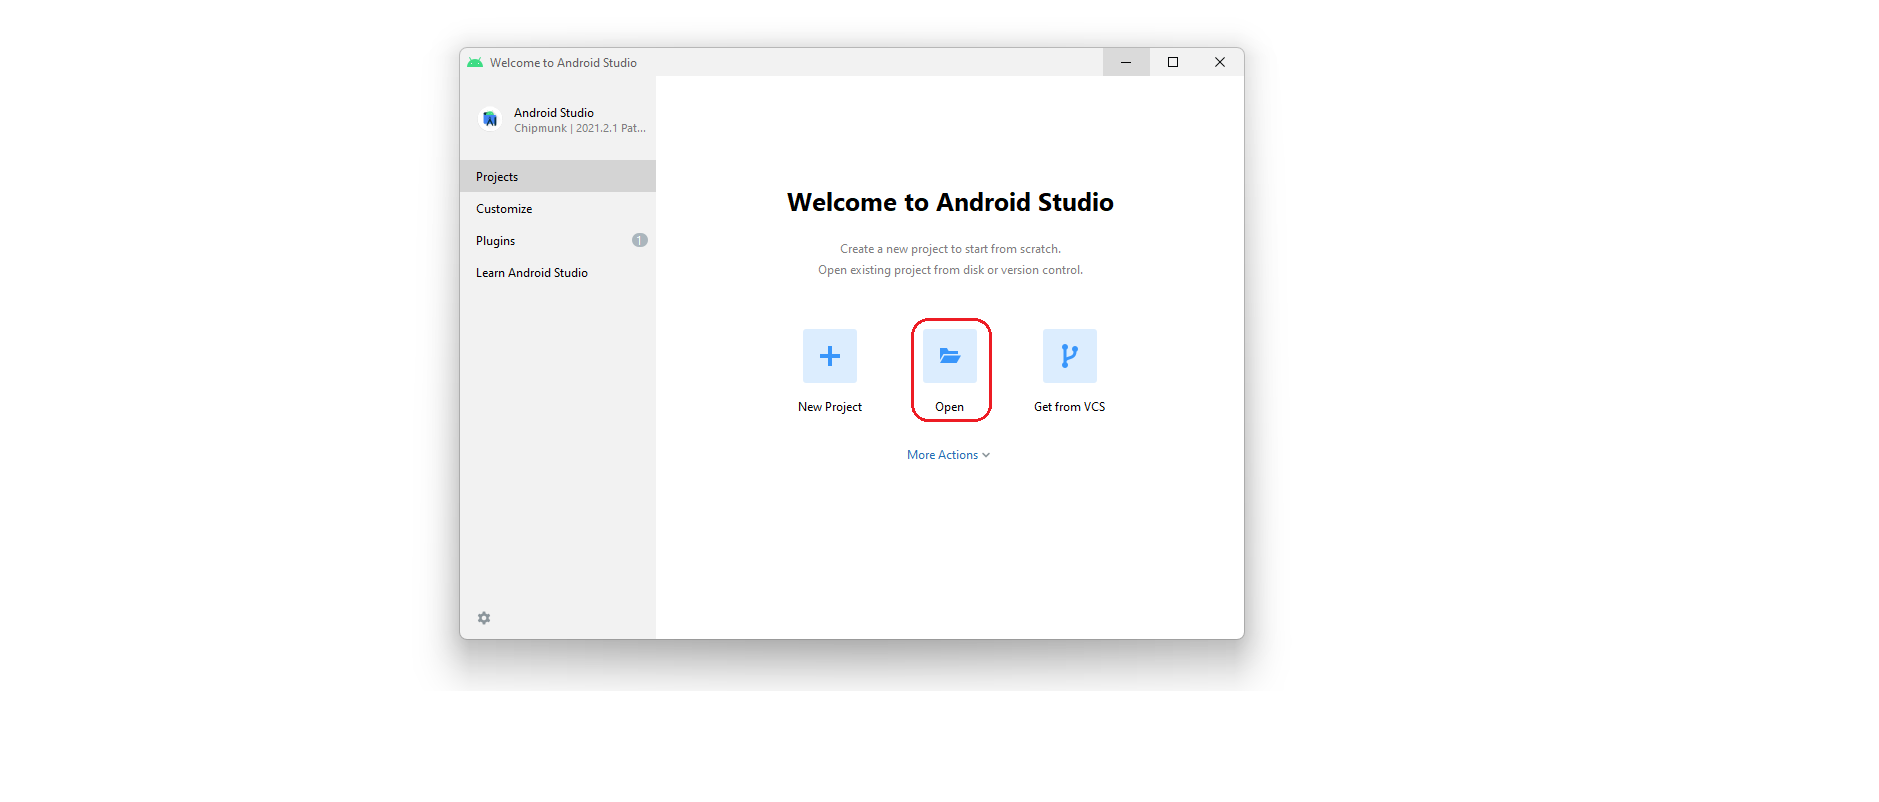 Welcome to Android Studio
Android Studio
Chipmunk | 2021.2.1 Pat...
Projects
Customize
Plugins 1
Learn Android Studio
Welcome to Android Studio
Create a new project to start from scratch.
Open existing project from disk or version control.
New Project Open Get from VCS
More Actions